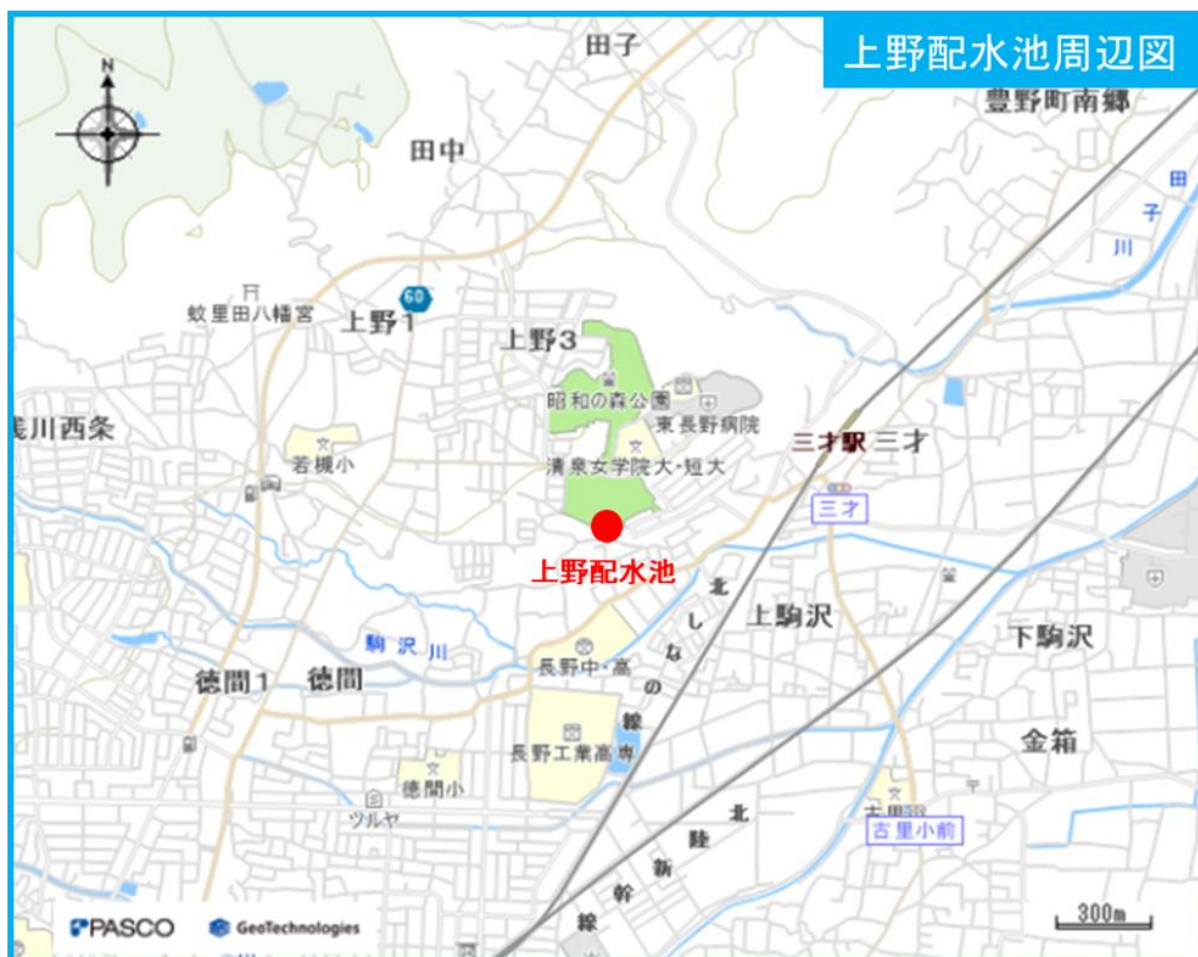 上野配水池周辺図
田子
豊野町南郷
N
田中
田子川
60
蚊里田八幡宮
上野1
上野3
昭和の森公園
東長野病院
浅川西条
若槻小
清泉女学院大・短大
三才駅
三才
三才
上野配水池
北しなの線
上駒沢
下駒沢
駒沢川
長野中・高
徳間1
徳間
金箱
長野工業高専
徳間小
ツルヤ
古里小前
北陸新幹線
300m
PASCO
GeoTechnologies